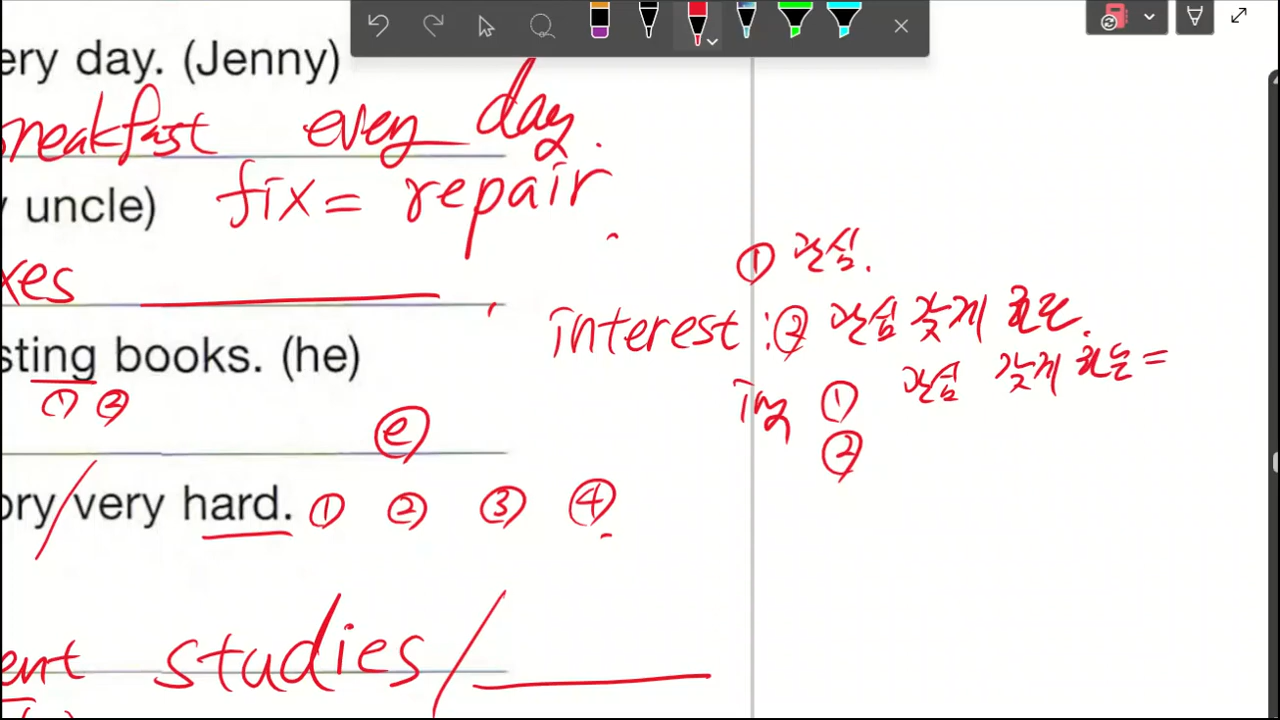 ery day. (Jenny)
reakfast every day.
uncle) fix = repair
xes
① 관심.
interest : ② 관심 갖게 하다.
sting books. (he)
① ②
ing ① 관심 갖게 하는 =
②
e
ory / very hard. ① ② ③ ④
ent studies /